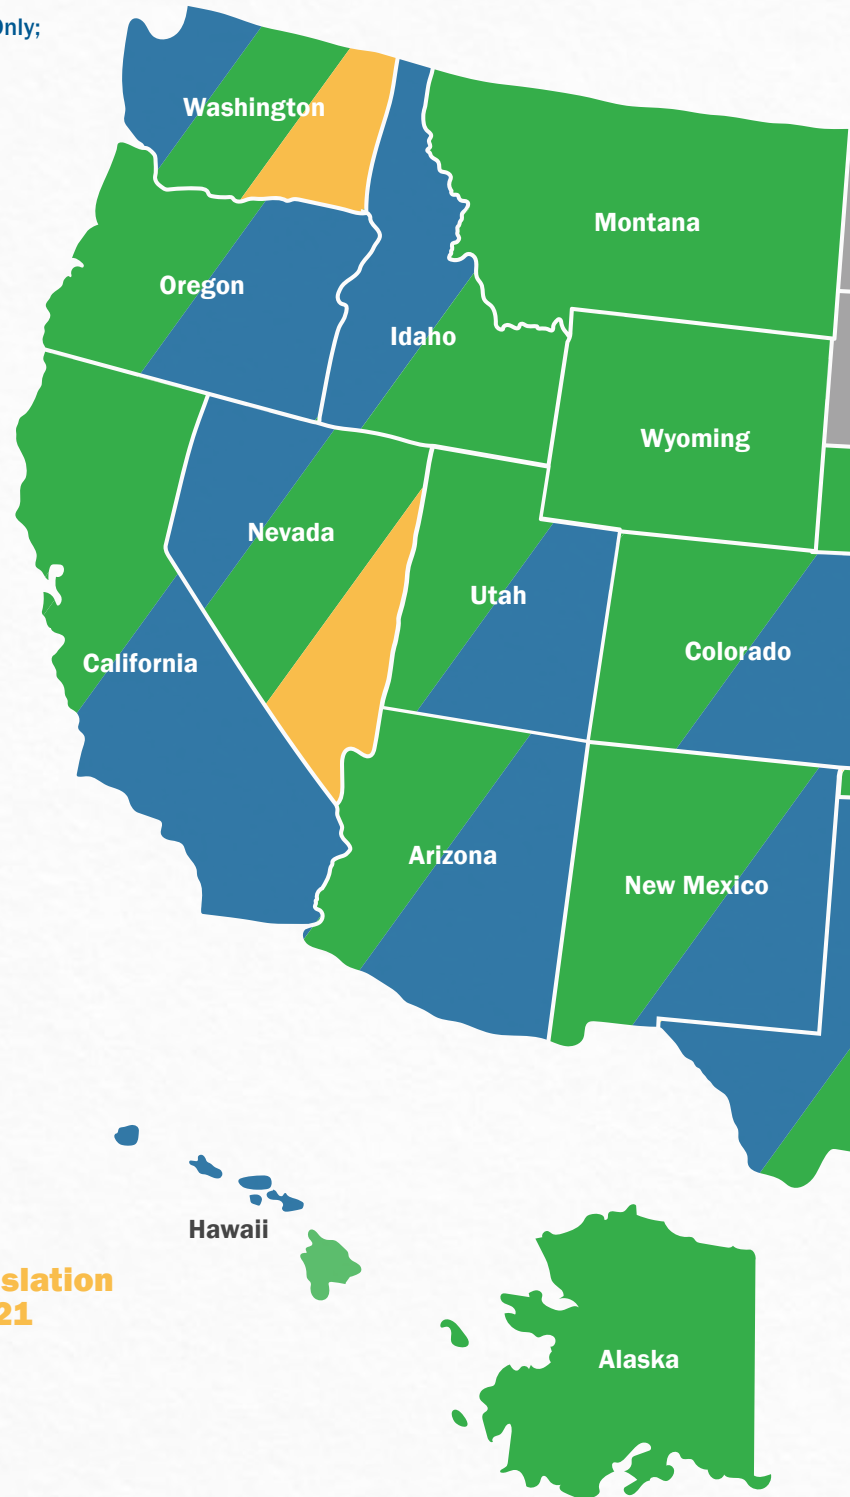 Only;
Washington
Montana
Oregon
Idaho
Wyoming
Nevada
Utah
Colorado
California
Arizona
New Mexico
Hawaii
slation
21
Alaska